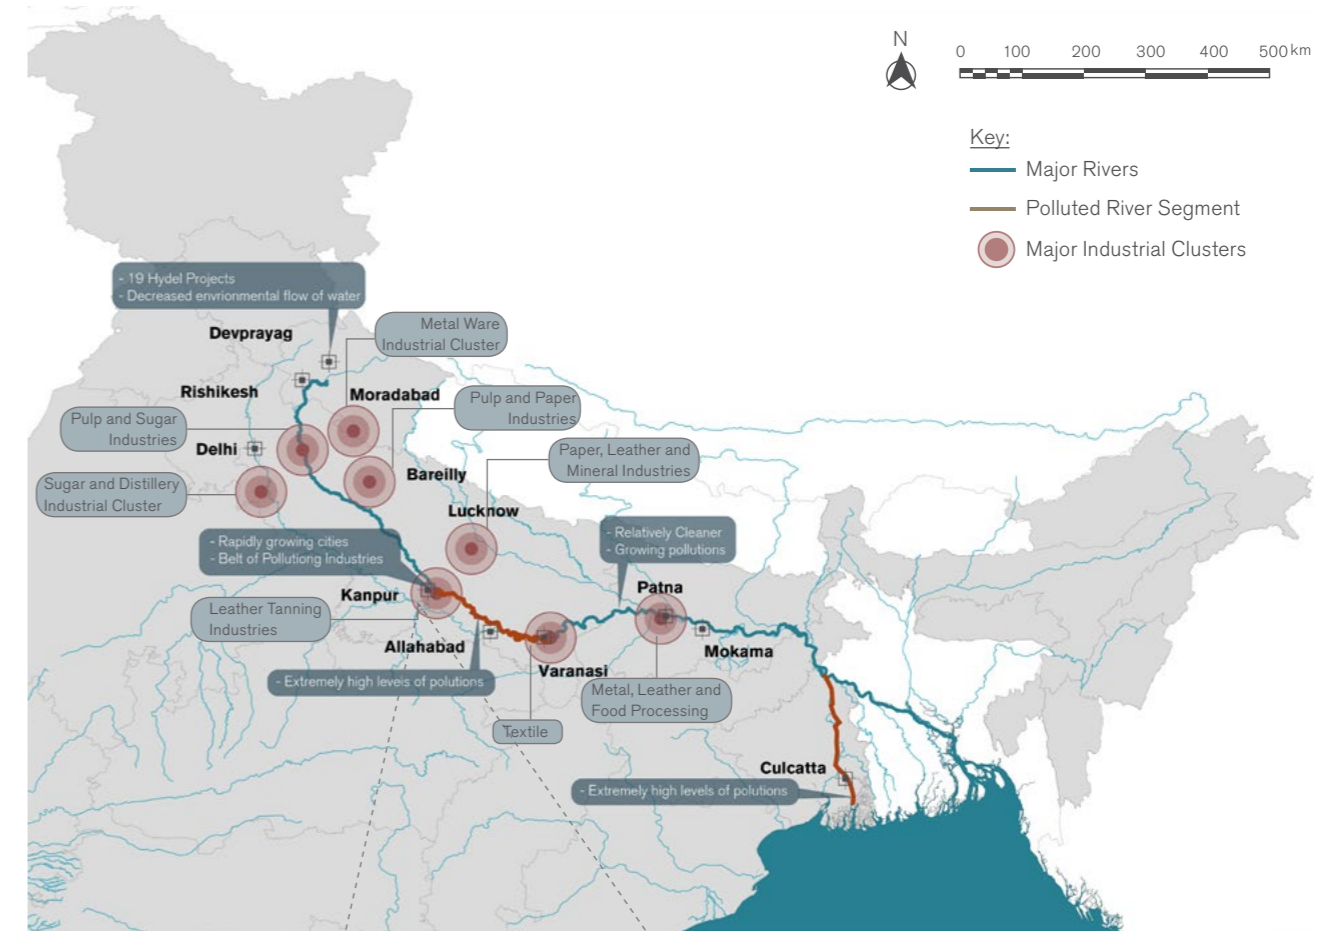 N
0 100 200 300 400 500 km
Key:
Major Rivers
Polluted River Segment
Major Industrial Clusters
- 19 Hydel Projects
- Decreased envrionmental flow of water
Devprayag
Metal Ware
Industrial Cluster
Rishikesh
Moradabad
Pulp and Paper
Industries
Pulp and Sugar
Industries
Delhi
Paper, Leather and
Mineral Industries
Bareilly
Sugar and Distillery
Industrial Cluster
Lucknow
- Rapidly growing cities
- Belt of Pollutiong Industries
- Relatively Cleaner
- Growing pollutions
Kanpur
Patna
Leather Tanning
Industries
Allahabad
Mokama
Varanasi
- Extremely high levels of polutions
Metal, Leather and
Food Processing
Textile
Culcatta
- Extremely high levels of polutions